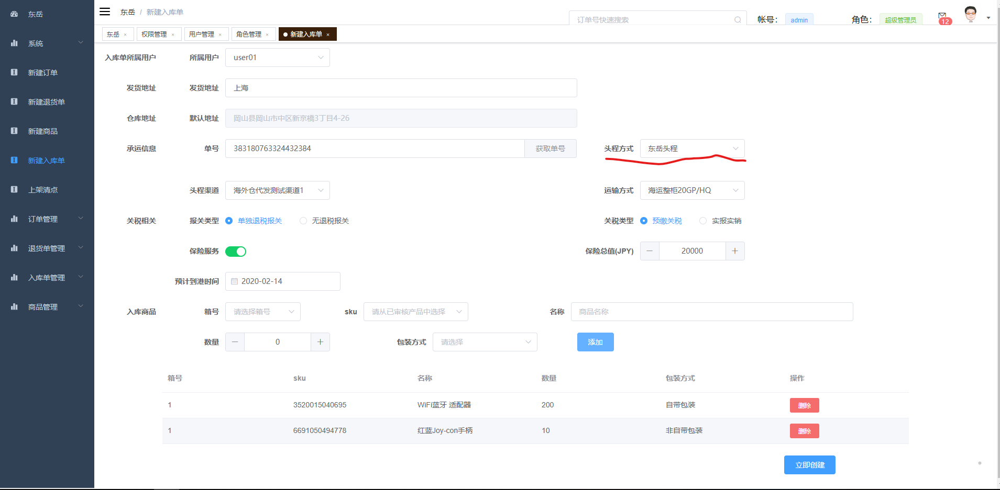 东岳
系统
新建订单
新建退货单
新建商品
新建入库单
上架清点
订单管理
退货单管理
入库单管理
商品管理
东岳 / 新建入库单
订单号快速搜索
帐号： admin
角色： 超级管理员
12
东岳 × 权限管理 × 用户管理 × 角色管理 × 新建入库单 ×
入库单所属用户 所属用户 user01
发货地址 发货地址 上海
仓库地址 默认地址 岡山县岡山市中区新京橋3丁目4-26
承运信息 单号 383180763324432384 获取单号 头程方式 东岳头程
头程渠道 海外仓代发测试渠道1 运输方式 海运整柜20GP/HQ
关税相关 报关类型 单独退税报关 无退税报关 关税类型 预缴关税 实报实销
保险服务 保险总值(JPY) − 20000 +
预计到港时间 2020-02-14
入库商品 箱号 请选择箱号 sku 请从已审核产品中选择 名称 商品名称
数量 − 0 + 包装方式 请选择 添加
箱号 sku 名称 数量 包装方式 操作
1 3520015040695 WiFi蓝牙 适配器 200 自带包装 删除
1 6691050494778 红蓝Joy-con手柄 10 非自带包装 删除
立即创建